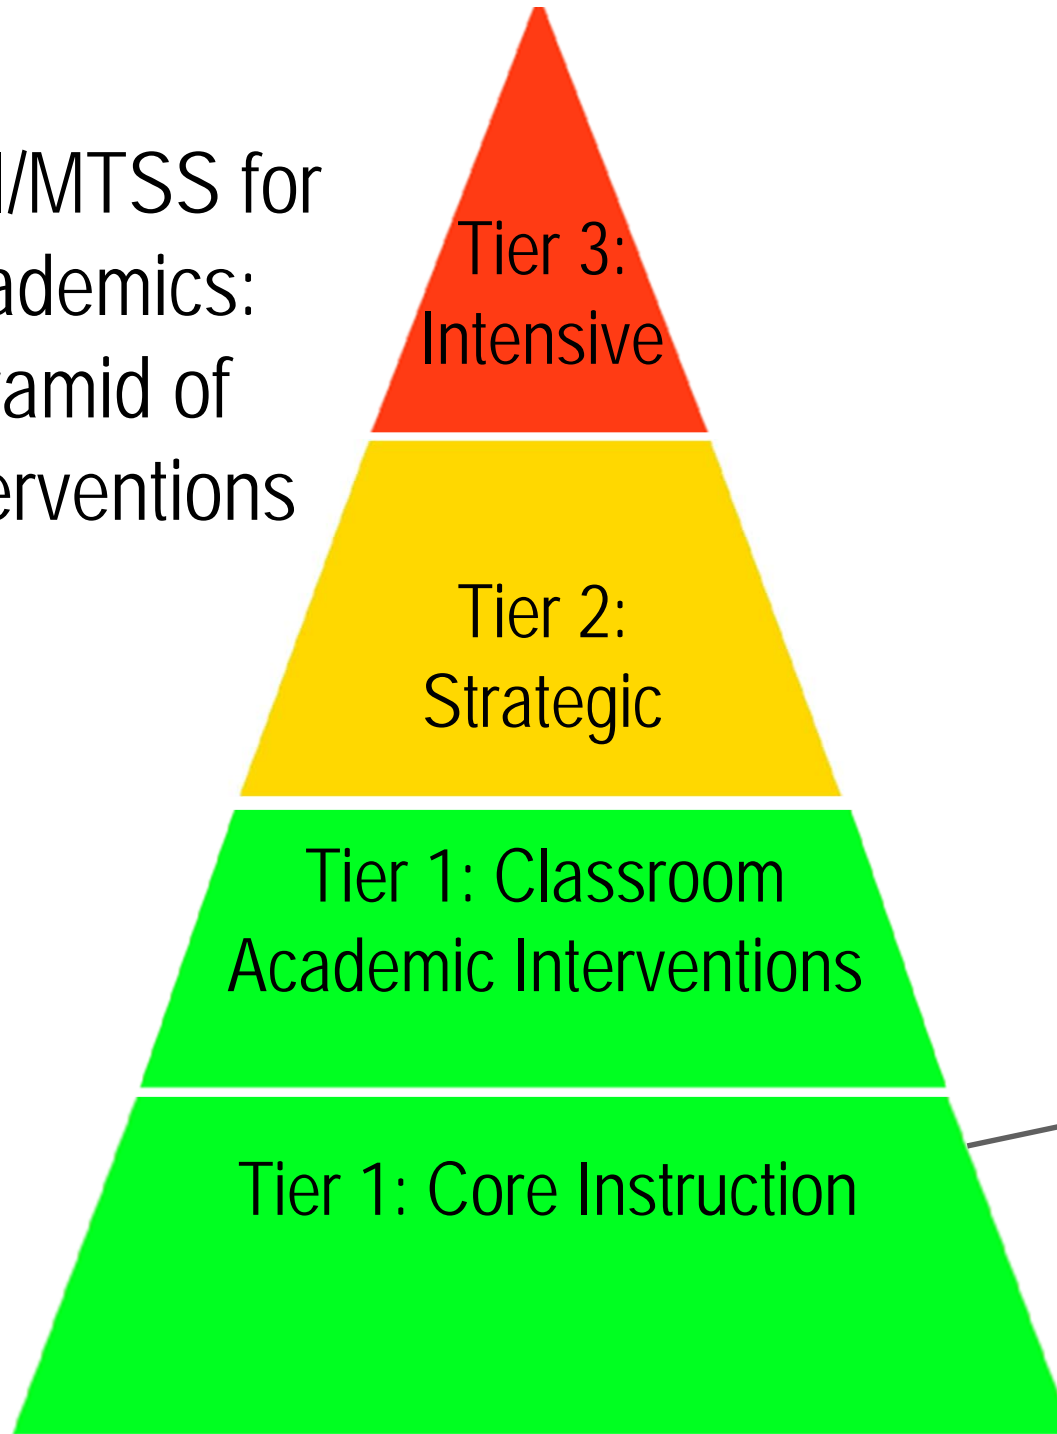 /MTSS for
ademics:
amid of
erventions
Tier 3:
Intensive
Tier 2:
Strategic
Tier 1: Classroom
Academic Interventions
Tier 1: Core Instruction